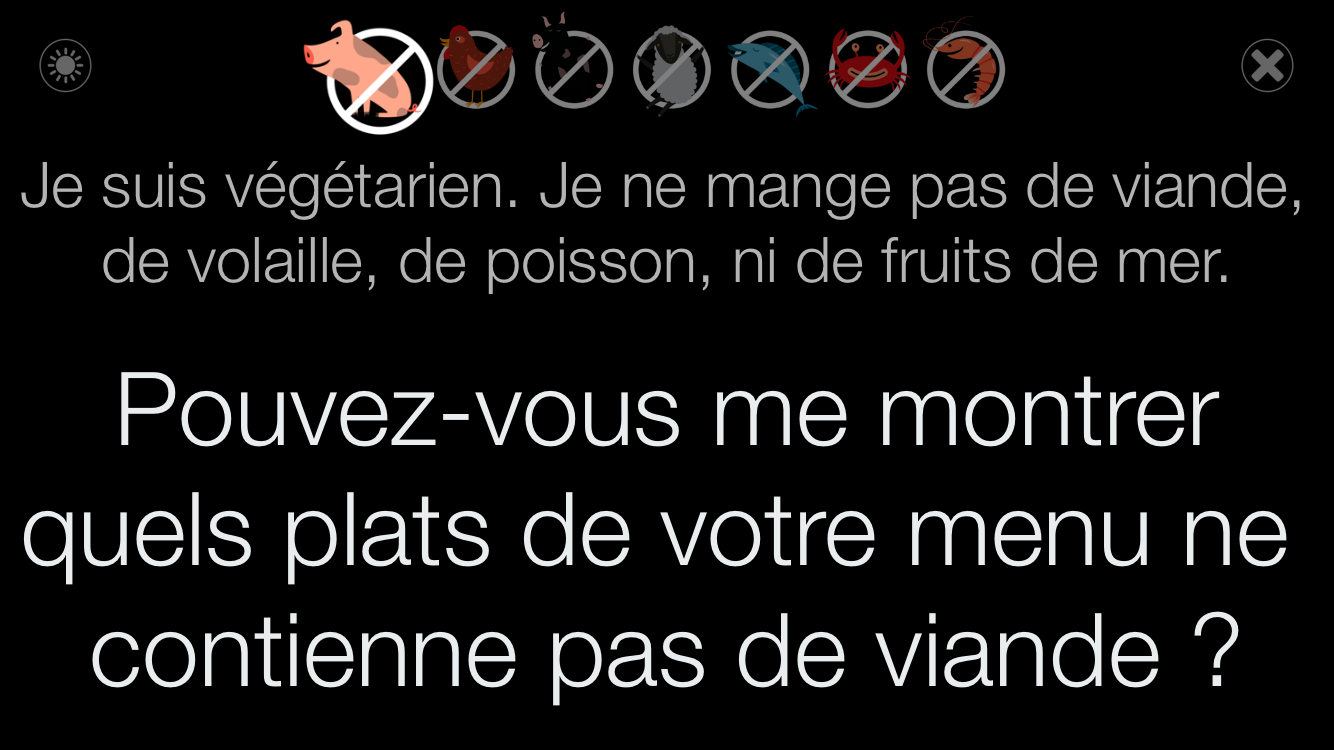 Je suis végétarien. Je ne mange pas de viande,
de volaille, de poisson, ni de fruits de mer.
Pouvez-vous me montrer
quels plats de votre menu ne
contienne pas de viande ?